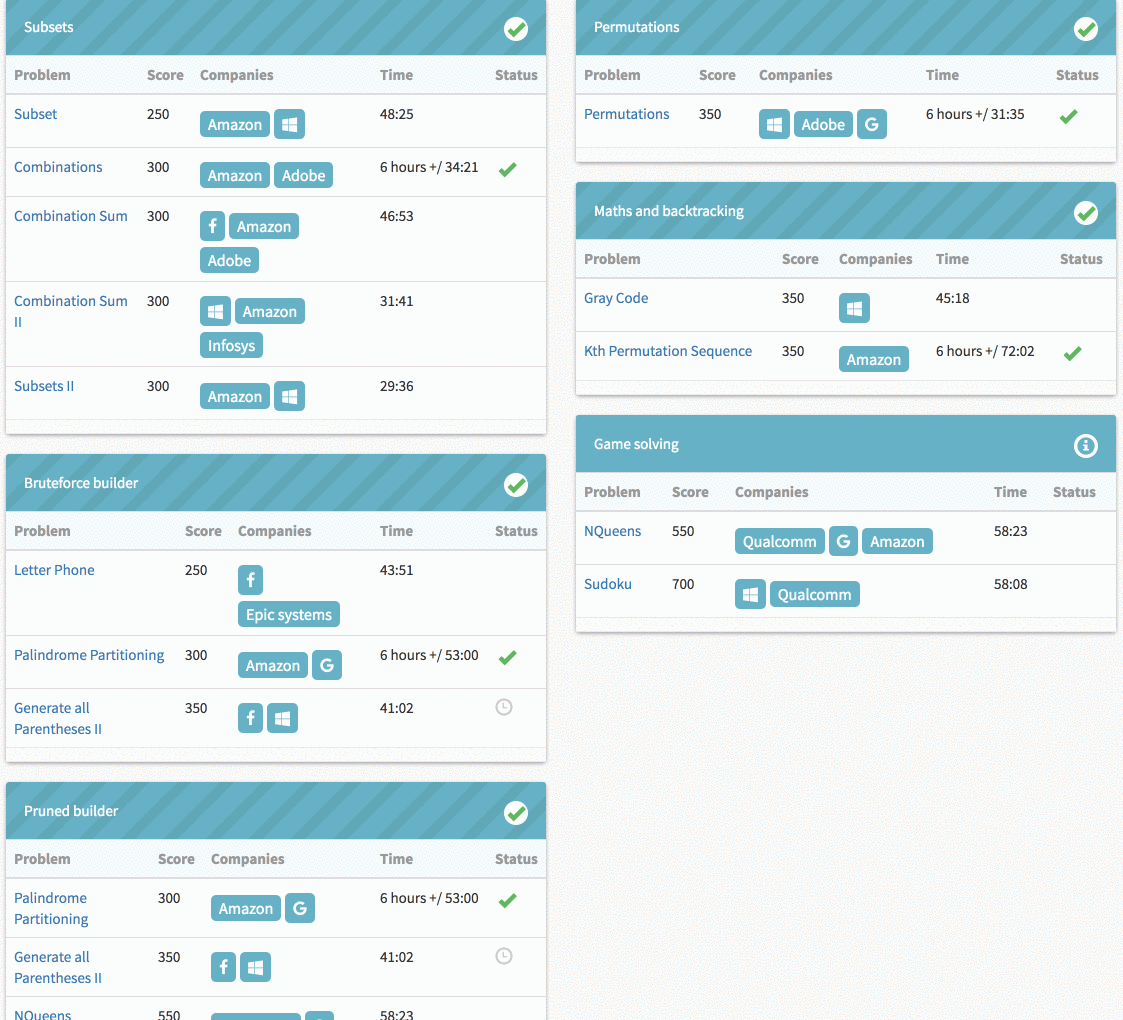 Subsets
Problem Score Companies Time Status
Subset 250 Amazon 48:25
Combinations 300 Amazon Adobe 6 hours +/ 34:21
Combination Sum 300 f Amazon 46:53
Adobe
Combination Sum 300 Amazon 31:41
II Infosys
Subsets II 300 Amazon 29:36
Bruteforce builder
Problem Score Companies Time Status
Letter Phone 250 f 43:51
Epic systems
Palindrome Partitioning 300 Amazon G 6 hours +/ 53:00
Generate all 350 f 41:02
Parentheses II
Pruned builder
Problem Score Companies Time Status
Palindrome 300 Amazon G 6 hours +/ 53:00
Partitioning
Generate all 350 f 41:02
Parentheses II
NQueens 550 58:23
Permutations
Problem Score Companies Time Status
Permutations 350 Adobe G 6 hours +/ 31:35
Maths and backtracking
Problem Score Companies Time Status
Gray Code 350 45:18
Kth Permutation Sequence 350 Amazon 6 hours +/ 72:02
Game solving
Problem Score Companies Time Status
NQueens 550 Qualcomm G Amazon 58:23
Sudoku 700 Qualcomm 58:08